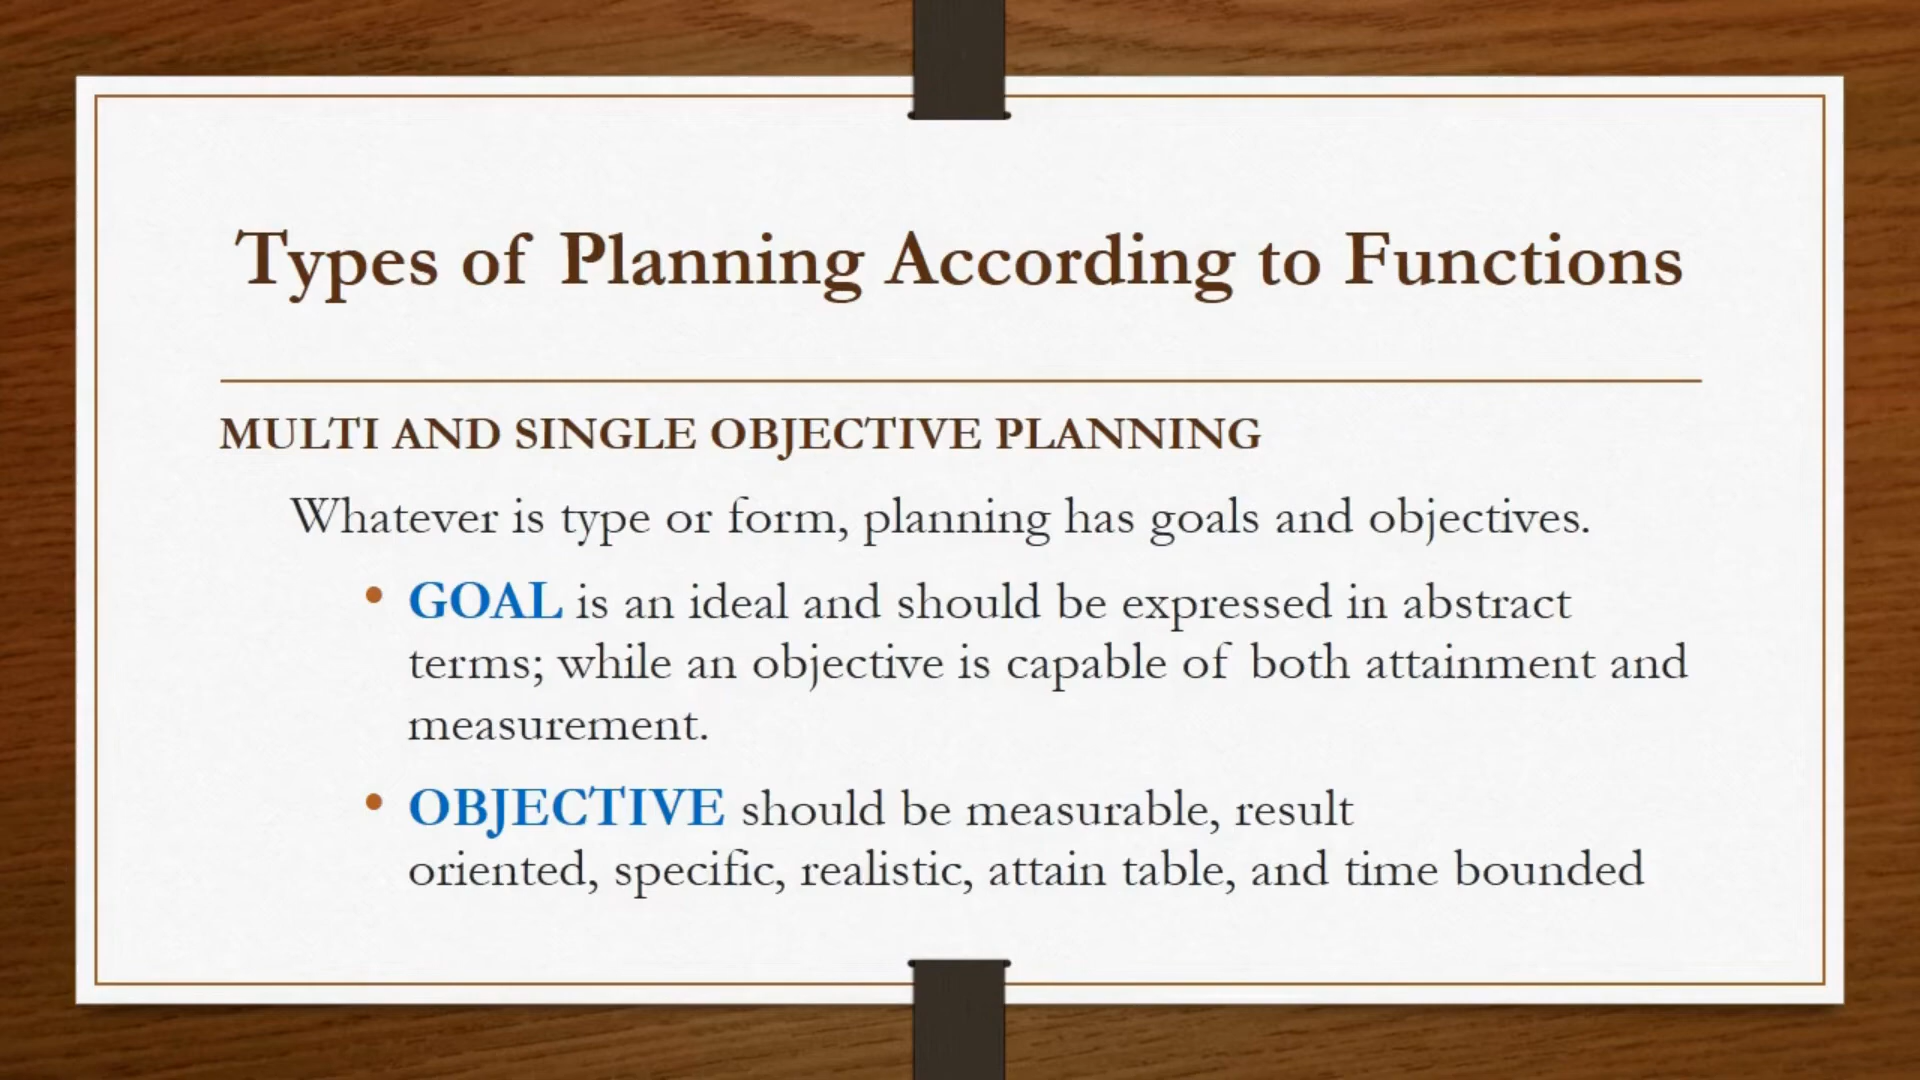 Types of Planning According to Functions
MULTI AND SINGLE OBJECTIVE PLANNING
Whatever is type or form, planning has goals and objectives.
• GOAL is an ideal and should be expressed in abstract
terms; while an objective is capable of both attainment and
measurement.
• OBJECTIVE should be measurable, result
oriented, specific, realistic, attain table, and time bounded